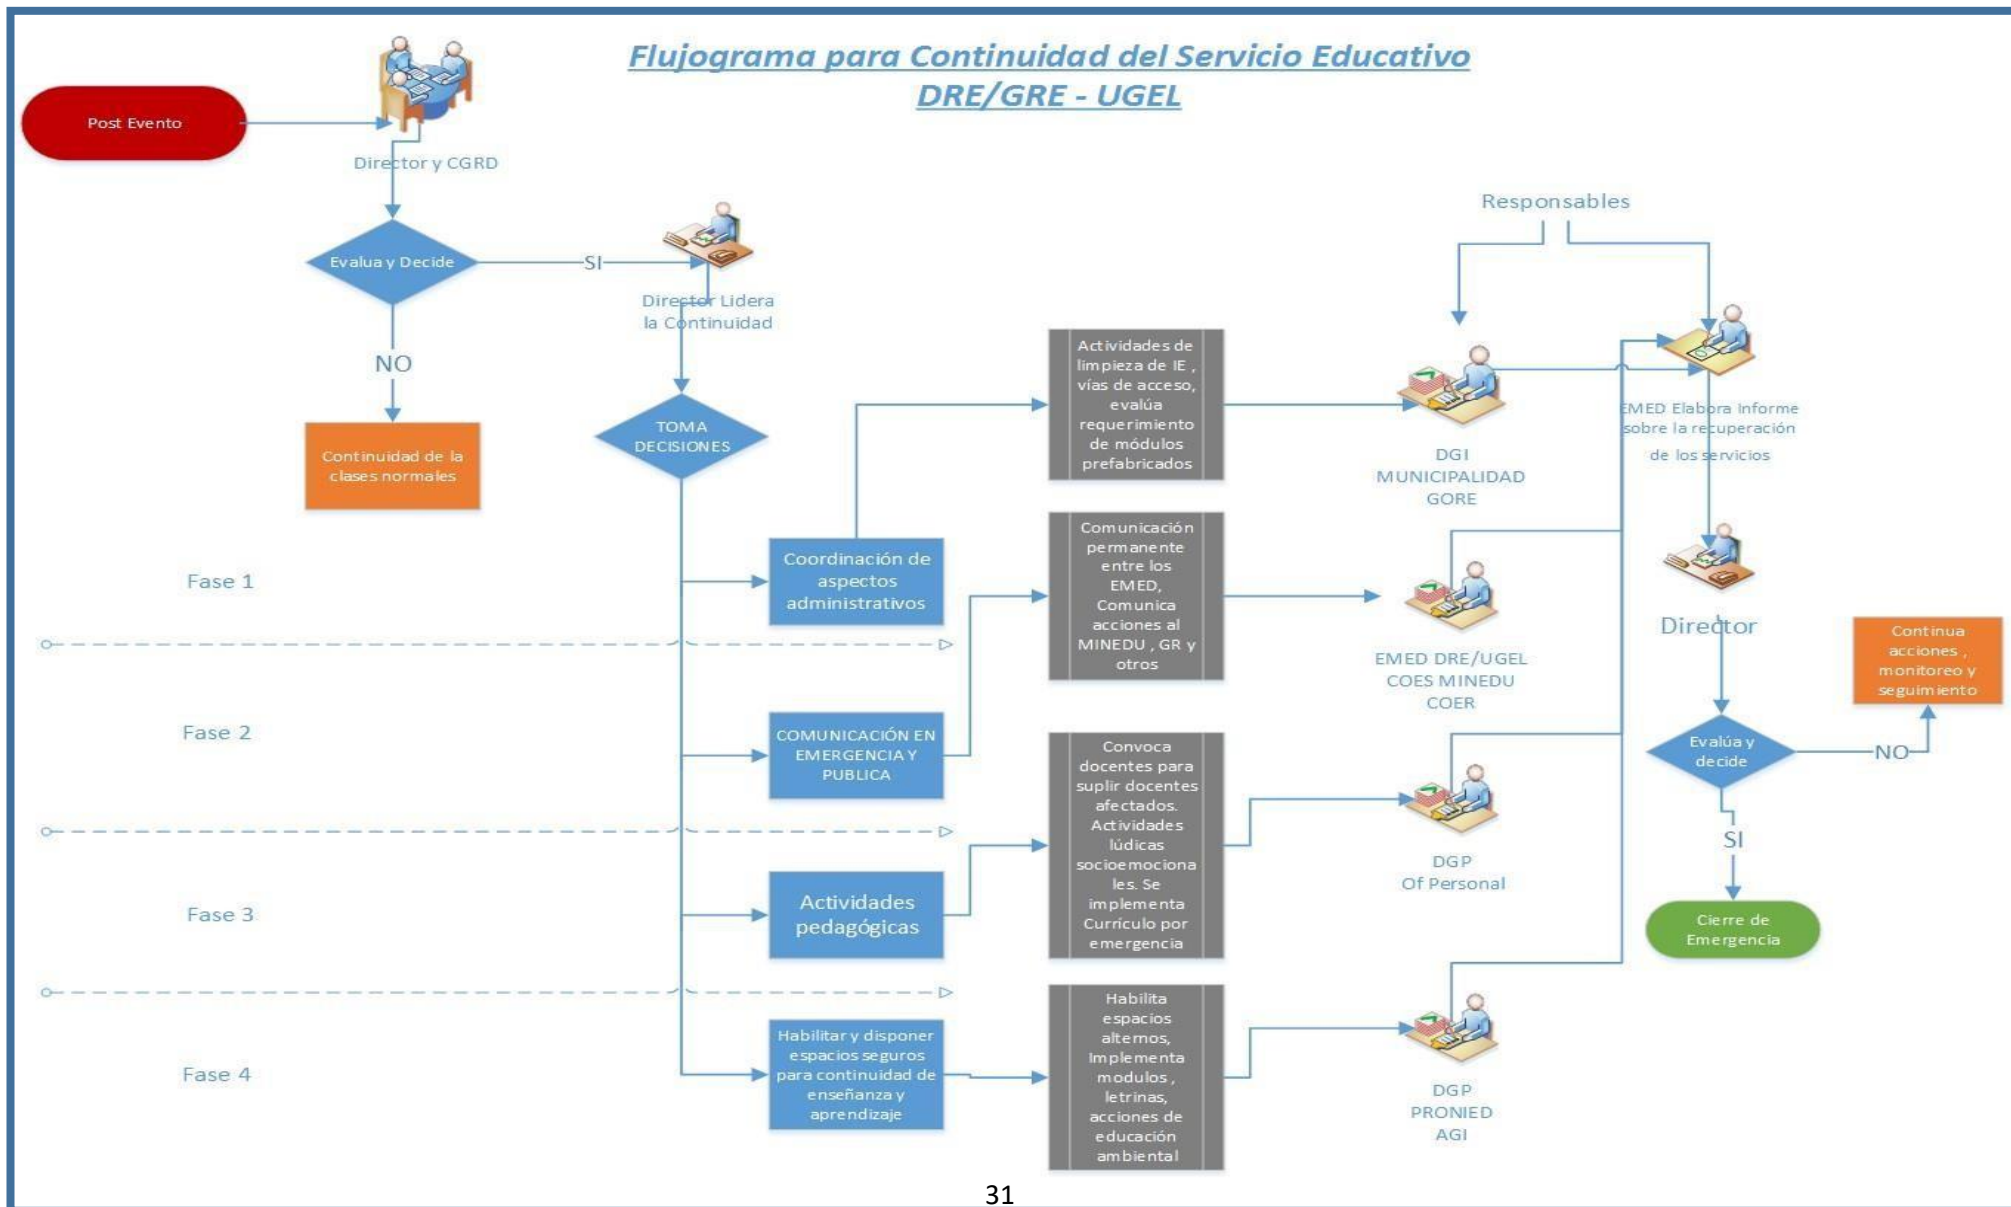 Flujograma para Continuidad del Servicio Educativo
DRE/GRE - UGEL
Post Evento
Director y CGRD
Evalua y Decide
SI
Director Lidera
la Continuidad
NO
Continuidad de la
clases normales
TOMA
DECISIONES
Responsables
Fase 1
Coordinación de
aspectos
administrativos
Actividades de
limpieza de IE ,
vías de acceso,
evalúa
requerimiento
de módulos
prefabricados
DGI
MUNICIPALIDAD
GORE
EMED Elabora Informe
sobre la recuperación
de los servicios
Fase 2
COMUNICACIÓN EN
EMERGENCIA Y
PUBLICA
Comunicación
permanente
entre los
EMED,
Comunica
acciones al
MINEDU , GR y
otros
EMED DRE/UGEL
COES MINEDU
COER
Director
Continua
acciones ,
monitoreo y
seguimiento
Evalúa y
decide
NO
SI
Cierre de
Emergencia
Fase 3
Actividades
pedagógicas
Convoca
docentes para
suplir docentes
afectados.
Actividades
lúdicas
socioemociona
les. Se
implementa
Currículo por
emergencia
DGP
Of Personal
Fase 4
Habilitar y disponer
espacios seguros
para continuidad de
enseñanza y
aprendizaje
Habilita
espacios
alternos,
Implementa
modulos ,
letrinas,
acciones de
educación
ambiental
DGP
PRONIED
AGI
31